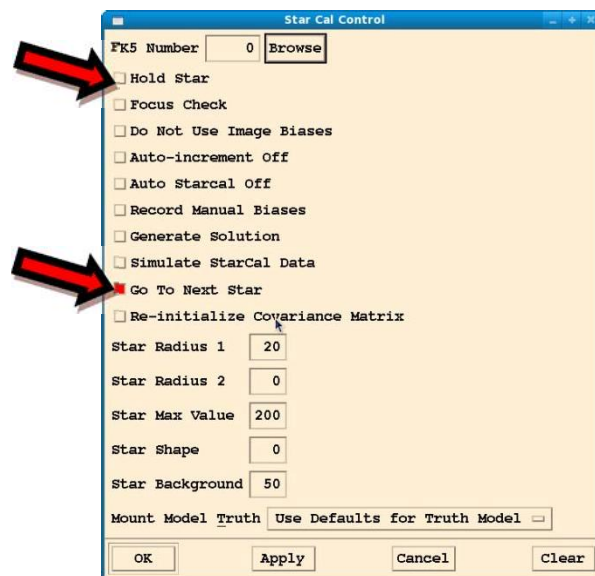 Star Cal Control
FK5 Number 0 Browse
Hold Star
Focus Check
Do Not Use Image Biases
Auto-increment Off
Auto Starcal Off
Record Manual Biases
Generate Solution
Simulate StarCal Data
Go To Next Star
Re-initialize Covariance Matrix
Star Radius 1 20
Star Radius 2 0
Star Max Value 200
Star Shape 0
Star Background 50
Mount Model Truth Use Defaults for Truth Model
OK Apply Cancel Clear